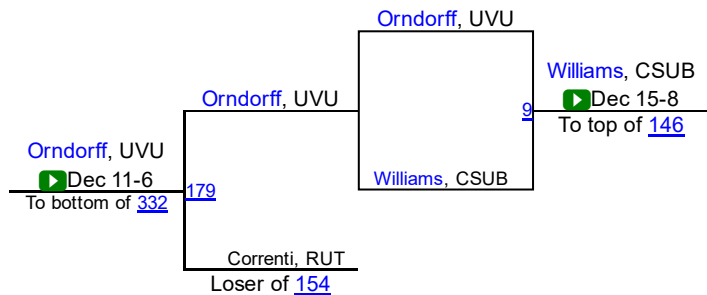 Orndorff, UVU
Williams, CSUB
Dec 15-8
Orndorff, UVU
9
To top of 146
Orndorff, UVU
Dec 11-6
Williams, CSUB
179
To bottom of 332
Correnti, RUT
Loser of 154